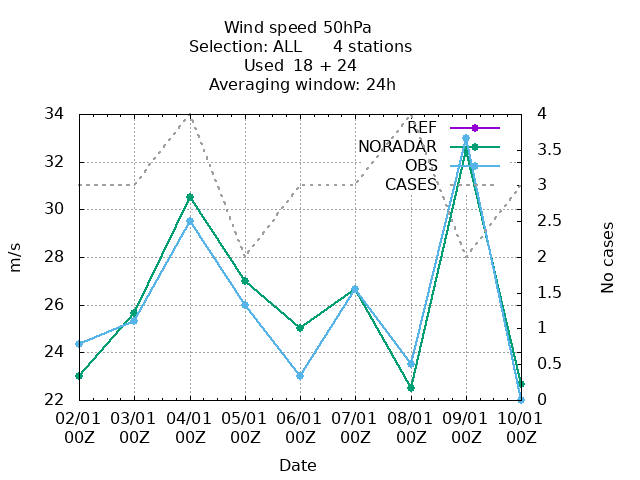 Wind speed 50hPa
Selection: ALL 4 stations
Used 18 + 24
Averaging window: 24h
34 4
REF
NORADAR 3.5
32
OBS
CASES 3
30
2.5
28 2
m/s
No cases
26 1.5
1
24
0.5
22 0
02/01 03/01 04/01 05/01 06/01 07/01 08/01 09/01 10/01
00Z 00Z 00Z 00Z 00Z 00Z 00Z 00Z 00Z
Date